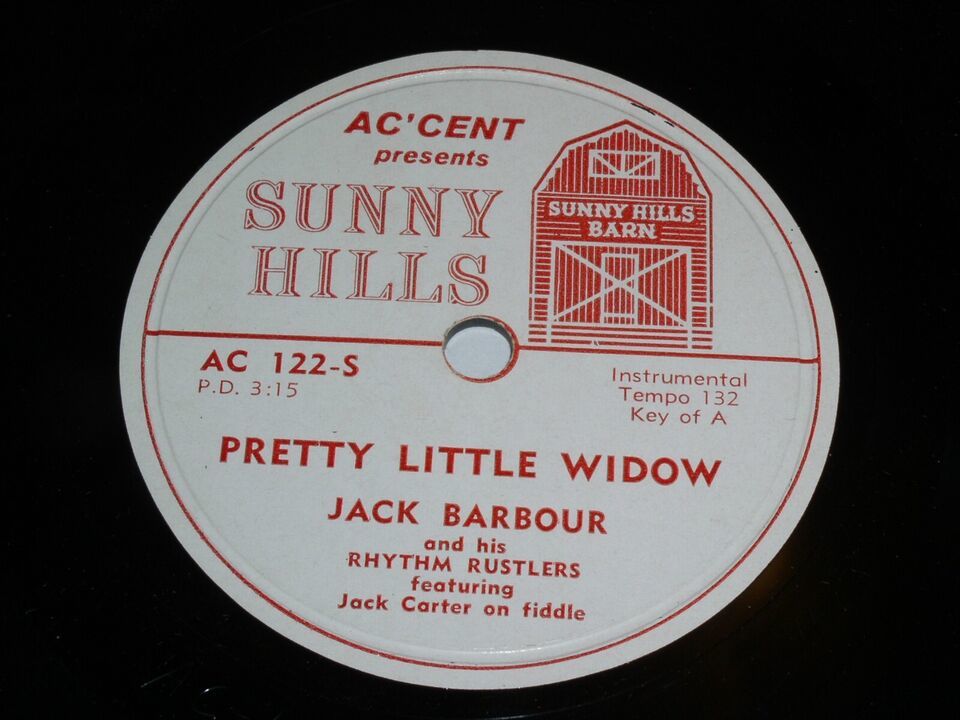 AC'CENT
presents
SUNNY
HILLS
SUNNY HILLS
BARN
AC 122-S
P.D. 3:15
Instrumental
Tempo 132
Key of A
PRETTY LITTLE WIDOW
JACK BARBOUR
and his
RHYTHM RUSTLERS
featuring
Jack Carter on fiddle